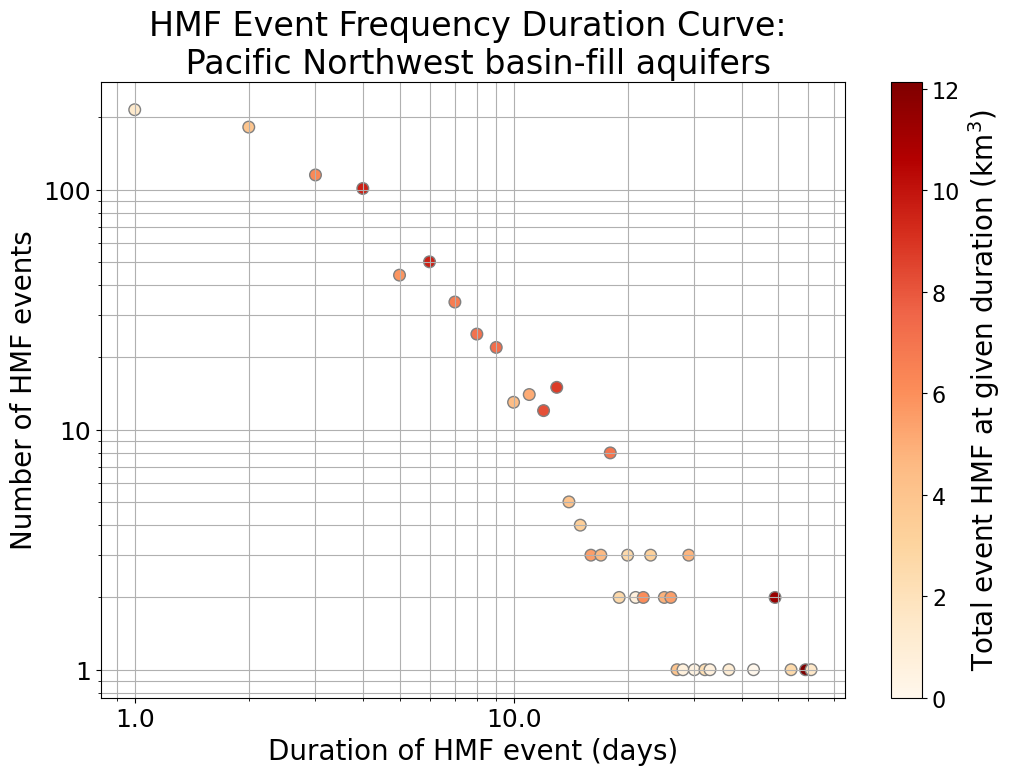 HMF Event Frequency Duration Curve:
Pacific Northwest basin-fill aquifers
Number of HMF events
100
10
1
1.0
10.0
Duration of HMF event (days)
12
10
8
6
4
2
0
Total event HMF at given duration (km³)